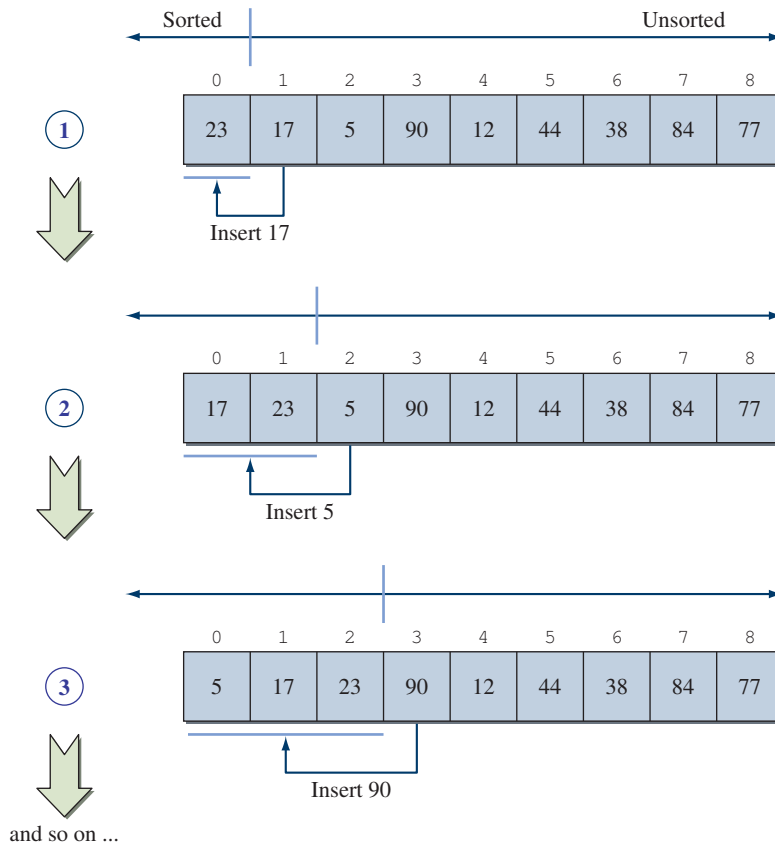 Sorted Unsorted
0 1 2 3 4 5 6 7 8
1 23 17 5 90 12 44 38 84 77
Insert 17
0 1 2 3 4 5 6 7 8
2 17 23 5 90 12 44 38 84 77
Insert 5
0 1 2 3 4 5 6 7 8
3 5 17 23 90 12 44 38 84 77
Insert 90
and so on ...